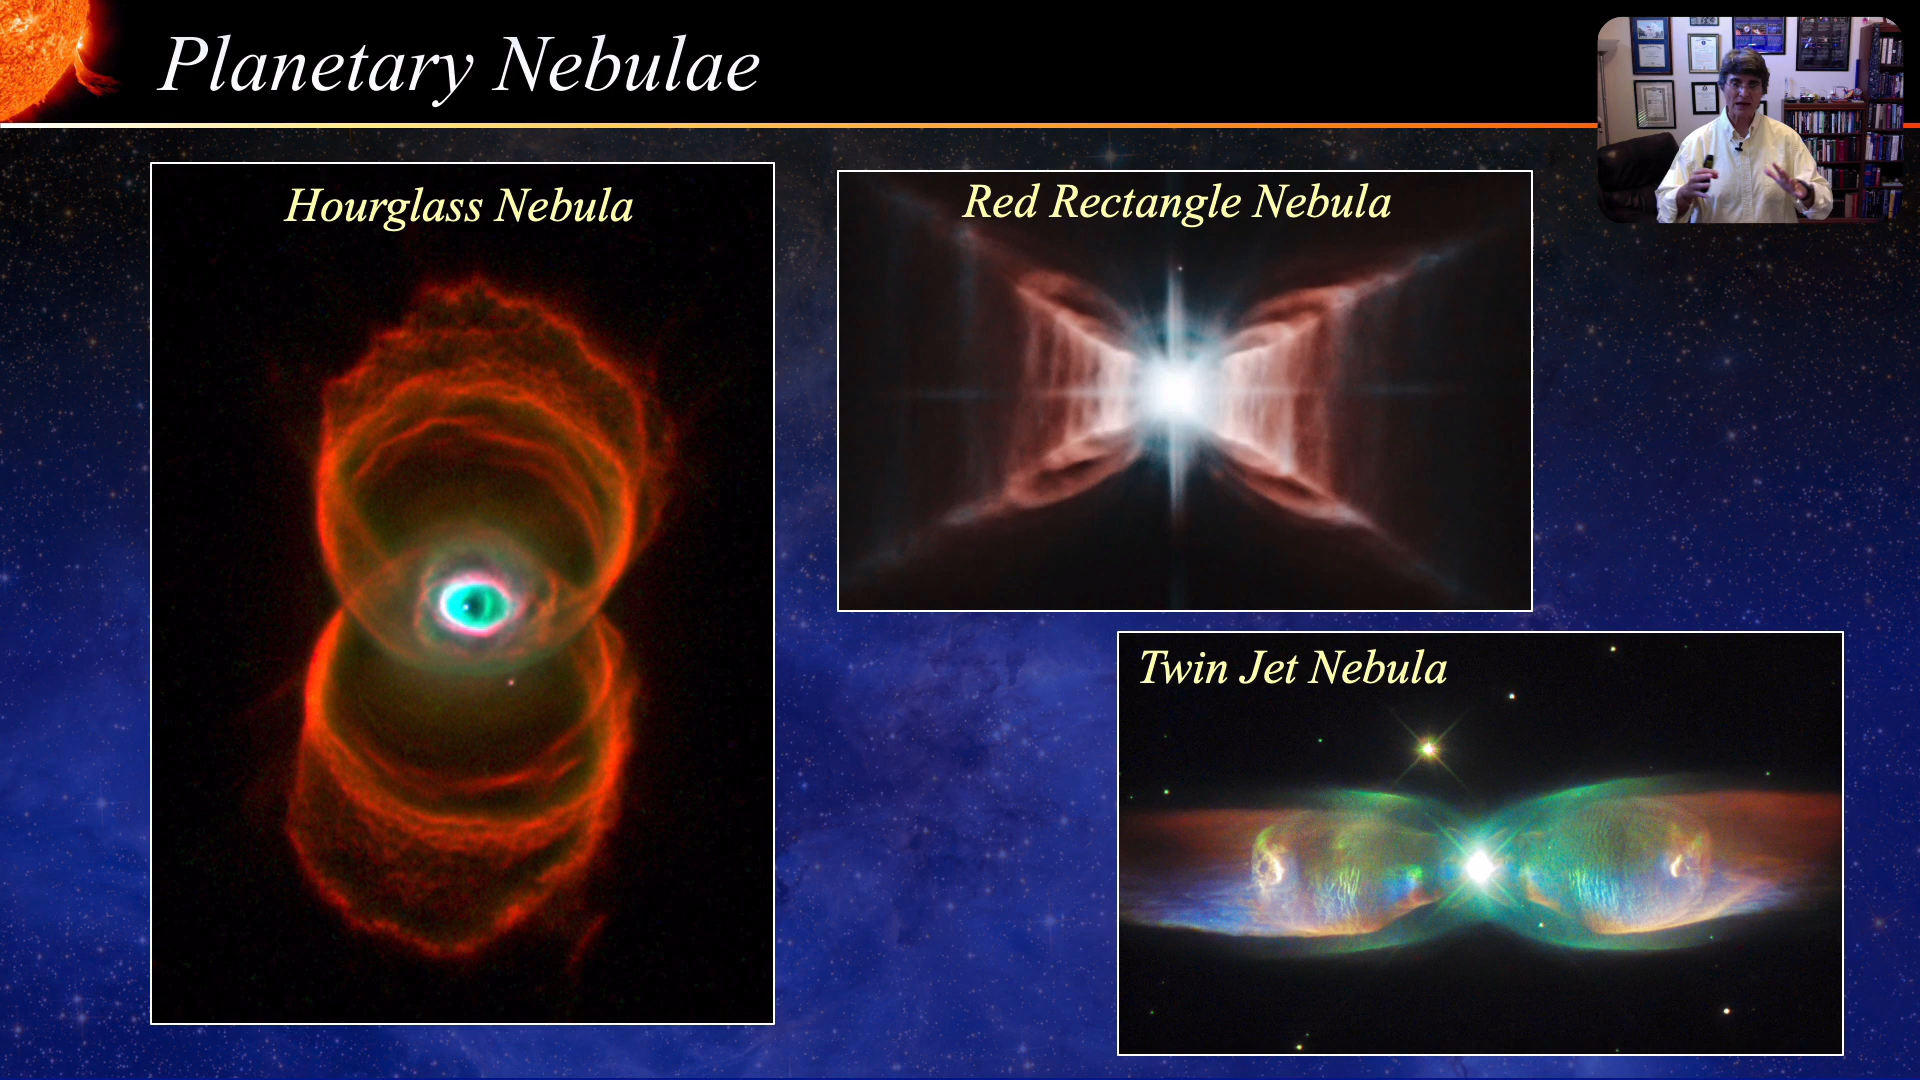 Planetary Nebulae
Hourglass Nebula
Red Rectangle Nebula
Twin Jet Nebula